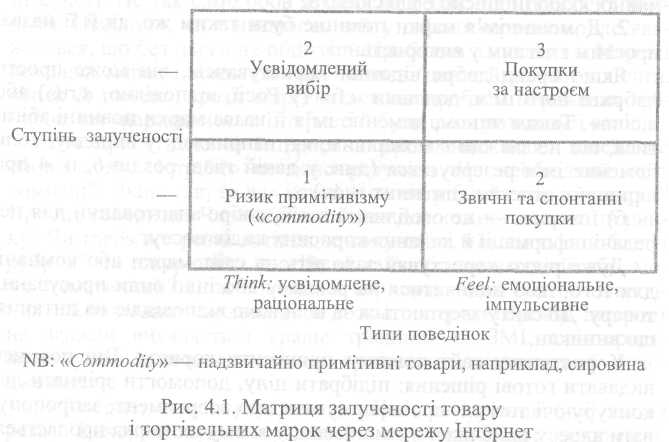 2
Усвідомлений
вибір
3
Покупки
за настроєм
—
Ступінь залученості
—
1
Ризик примітивізму
(«commodity»)
2
Звичні та спонтанні
покупки
Think: усвідомлене,
раціональне
Feel: емоціональне,
імпульсивне
Типи поведінок
NB: «Commodity» — надзвичайно примітивні товари, наприклад, сировина
Рис. 4.1. Матриця залученості товару
і торгівельних марок через мережу Інтернет